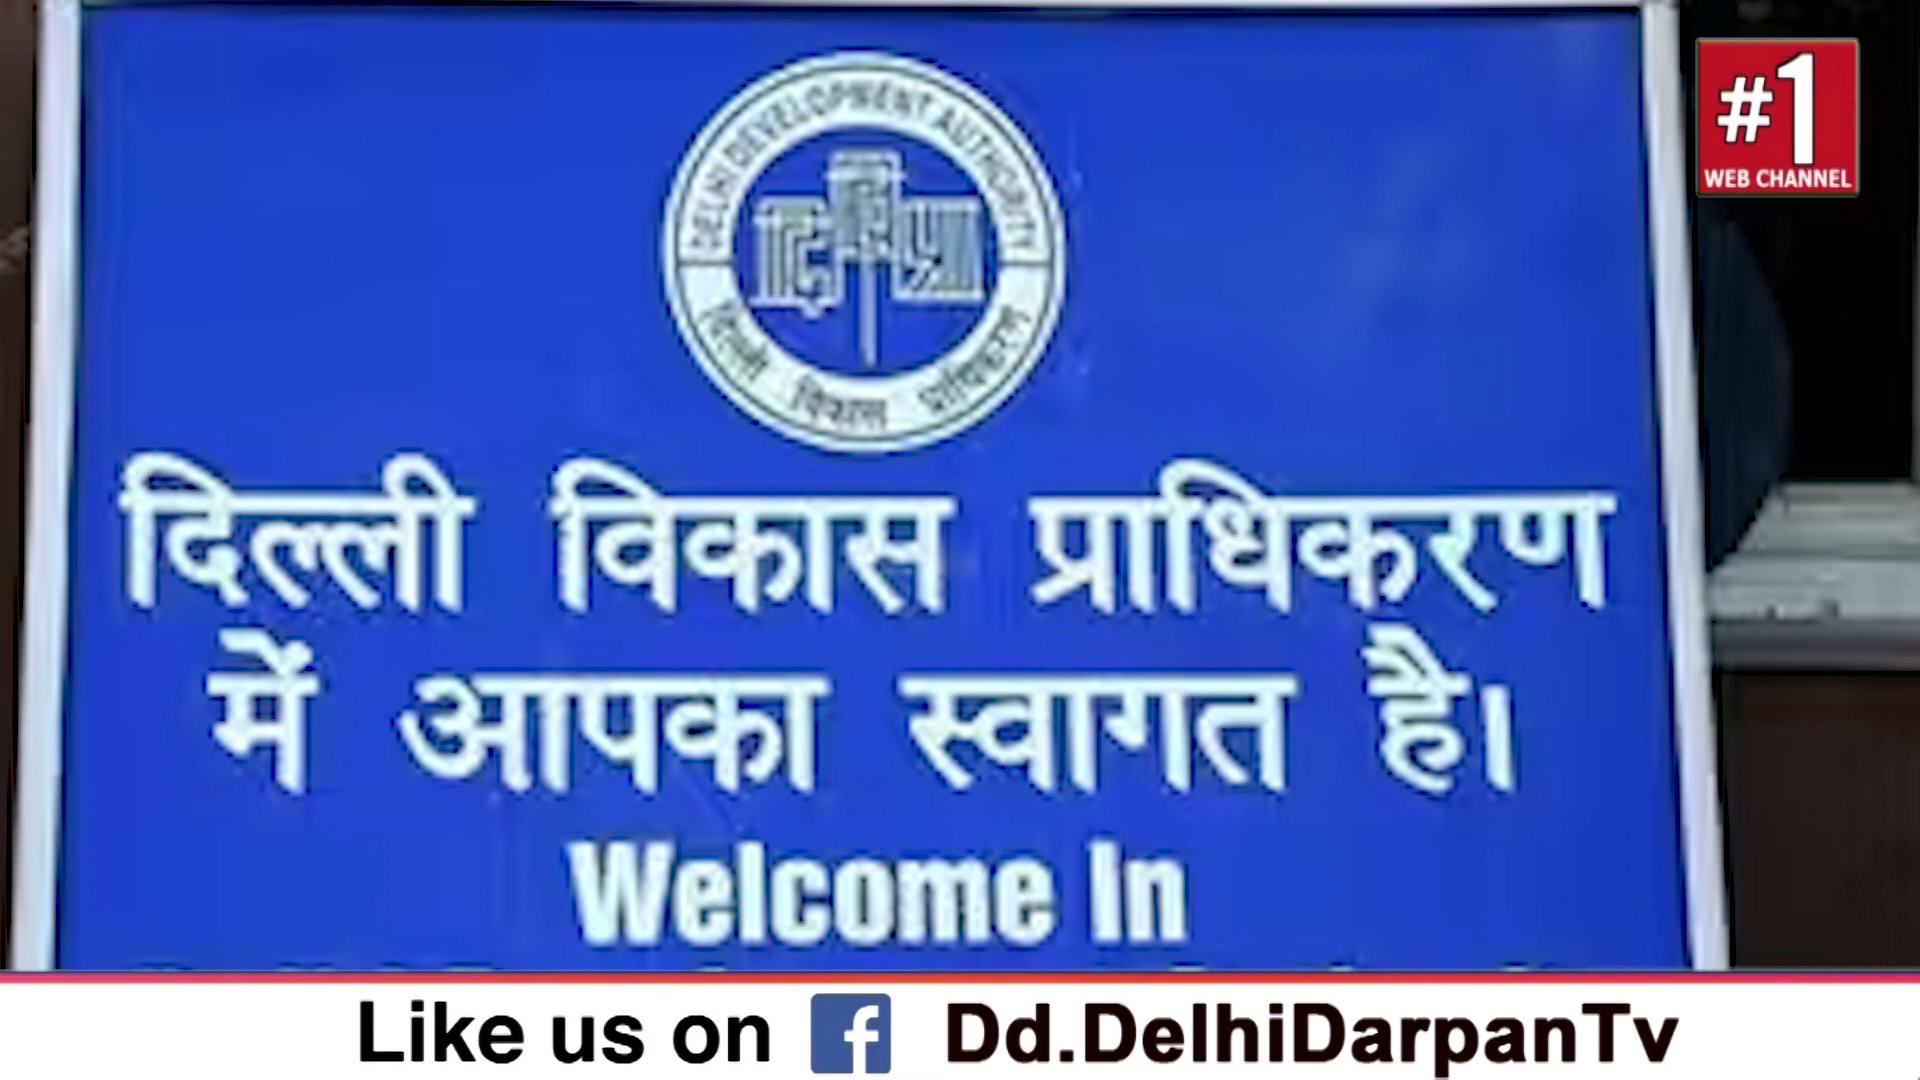 #1
WEB CHANNEL
DELHI DEVELOPMENT AUTHORITY
दि वि प्रा
दिल्ली विकास प्राधिकरण
दिल्ली विकास प्राधिकरण
में आपका स्वागत है।
Welcome In
Like us on f Dd.DelhiDarpanTv